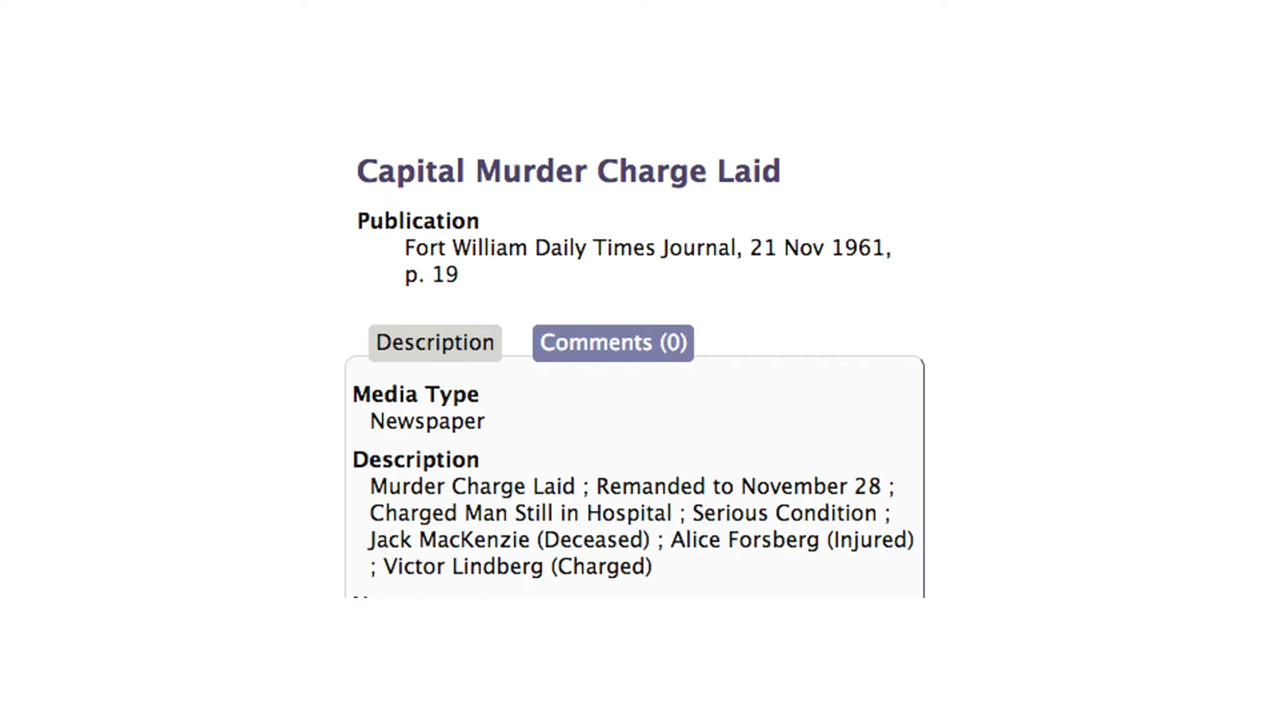 Capital Murder Charge Laid
Publication
Fort William Daily Times Journal, 21 Nov 1961,
p. 19
Description
Comments (0)
Media Type
Newspaper
Description
Murder Charge Laid ; Remanded to November 28 ;
Charged Man Still in Hospital ; Serious Condition ;
Jack MacKenzie (Deceased) ; Alice Forsberg (Injured)
; Victor Lindberg (Charged)